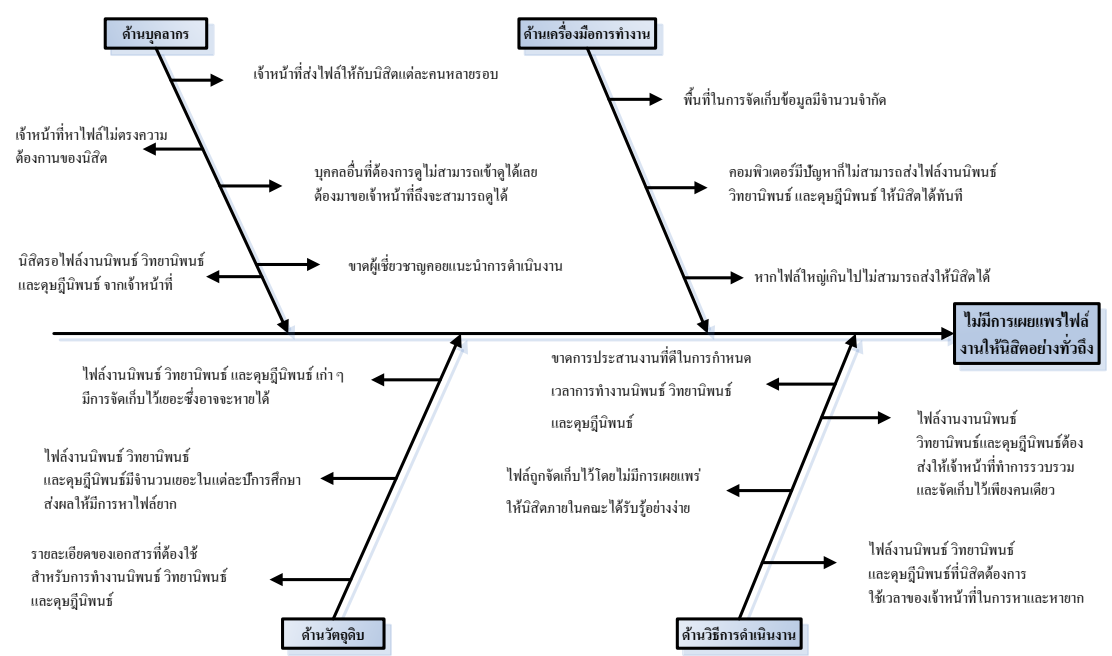 ด้านบุคลากร
เจ้าหน้าที่ส่งไฟล์ให้กับนิสิตแต่ละคนหลายรอบ
เจ้าหน้าที่หาไฟล์ไม่ตรงความ
ต้องกานของนิสิต
บุคคลอื่นที่ต้องการดูไม่สามารถเข้าดูได้เลย
ต้องมาขอเจ้าหน้าที่ถึงจะสามารถดูได้
นิสิตรอไฟล์งานนิพนธ์ วิทยานิพนธ์
และดุษฎีนิพนธ์ จากเจ้าหน้าที่
ขาดผู้เชี่ยวชาญคอยแนะนำการดำเนินงาน
ด้านเครื่องมือการทำงาน
พื้นที่ในการจัดเก็บข้อมูลมีจำนวนจำกัด
คอมพิวเตอร์มีปัญหาก็ไม่สามารถส่งไฟล์งานนิพนธ์
วิทยานิพนธ์ และดุษฎีนิพนธ์ ให้นิสิตได้ทันที
หากไฟล์ใหญ่เกินไปไม่สามารถส่งให้นิสิตได้
ไม่มีการเผยแพรไฟล์
งานให้นิสิตอย่างทั่วถึง
ไฟล์งานนิพนธ์ วิทยานิพนธ์ และดุษฎีนิพนธ์ เก่า ๆ
มีการจัดเก็บไว้เยอะซึ่งอาจจะหายได้
ไฟล์งานนิพนธ์ วิทยานิพนธ์
และดุษฎีนิพนธ์มีจำนวนเยอะในแต่ละปีการศึกษา
ส่งผลให้มีการหาไฟล์ยาก
รายละเอียดของเอกสารที่ต้องใช้
สำหรับการทำงานนิพนธ์ วิทยานิพนธ์
และดุษฎีนิพนธ์
ด้านวัตถุดิบ
ขาดการประสานงานที่ดีในการกำหนด
เวลาการทำงานนิพนธ์ วิทยานิพนธ์
และดุษฎีนิพนธ์
ไฟล์งานงานนิพนธ์
วิทยานิพนธ์และดุษฎีนิพนธ์ต้อง
ส่งให้เจ้าหน้าที่ทำการรวบรวม
และจัดเก็บไว้เพียงคนเดียว
ไฟล์ถูกจัดเก็บไว้โดยไม่มีการเผยแพร่
ให้นิสิตภายในคณะได้รับรู้อย่างง่าย
ไฟล์งานนิพนธ์ วิทยานิพนธ์
และดุษฎีนิพนธ์ที่นิสิตต้องการ
ใช้เวลาของเจ้าหน้าที่ในการหาและหายาก
ด้านวิธีการดำเนินงาน